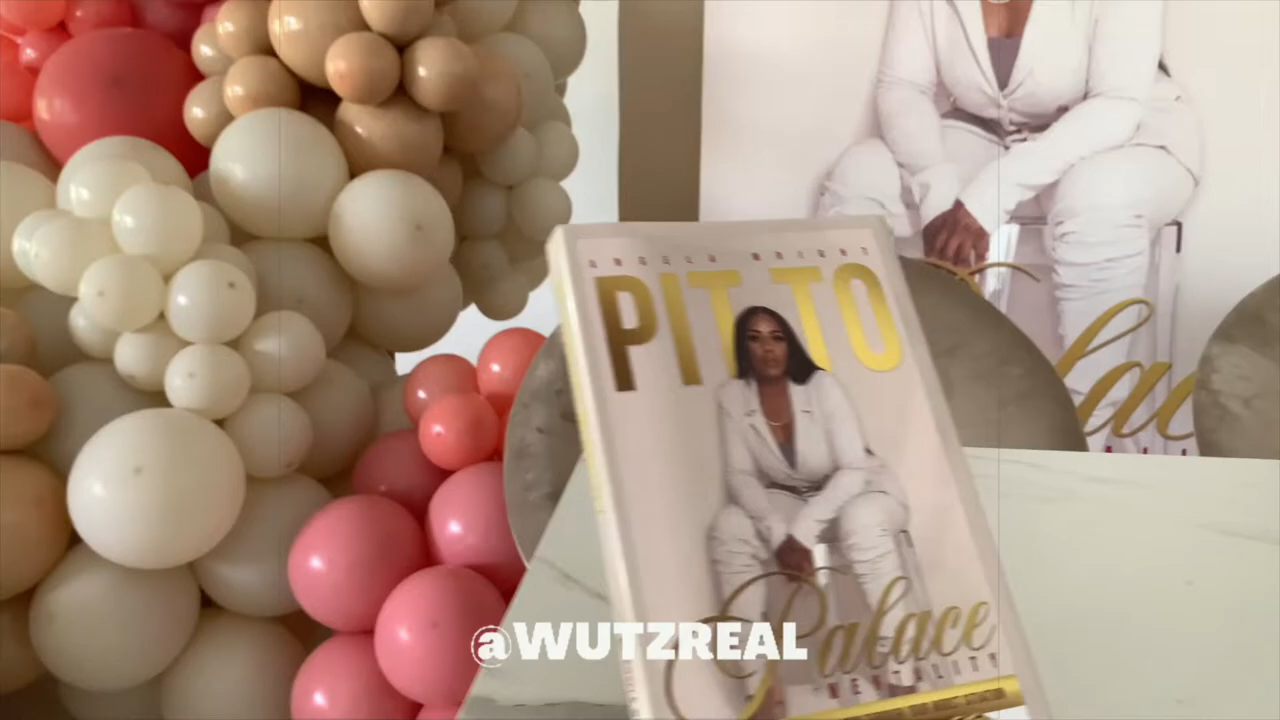 ANGELA WRIGHT
PIT TO
Palace
MENTALITY
@WUTZREAL